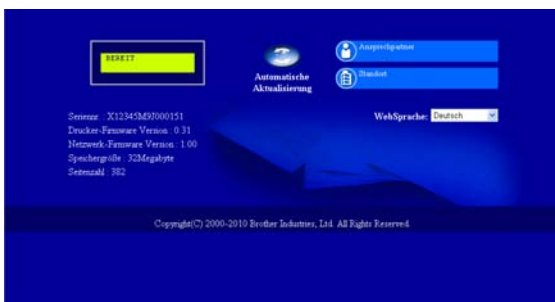 BEREIT
Automatische
Aktualisierung
Ansprechpartner
Standort
Seriennr. : X12345M9J000151
Drucker-Firmware Version : 0.31
Netzwerk-Firmware Version : 1.00
Speichergröße : 32Megabyte
Seitenzahl : 382
WebSprache: Deutsch
Copyright(C) 2000-2010 Brother Industries, Ltd. All Rights Reserved.